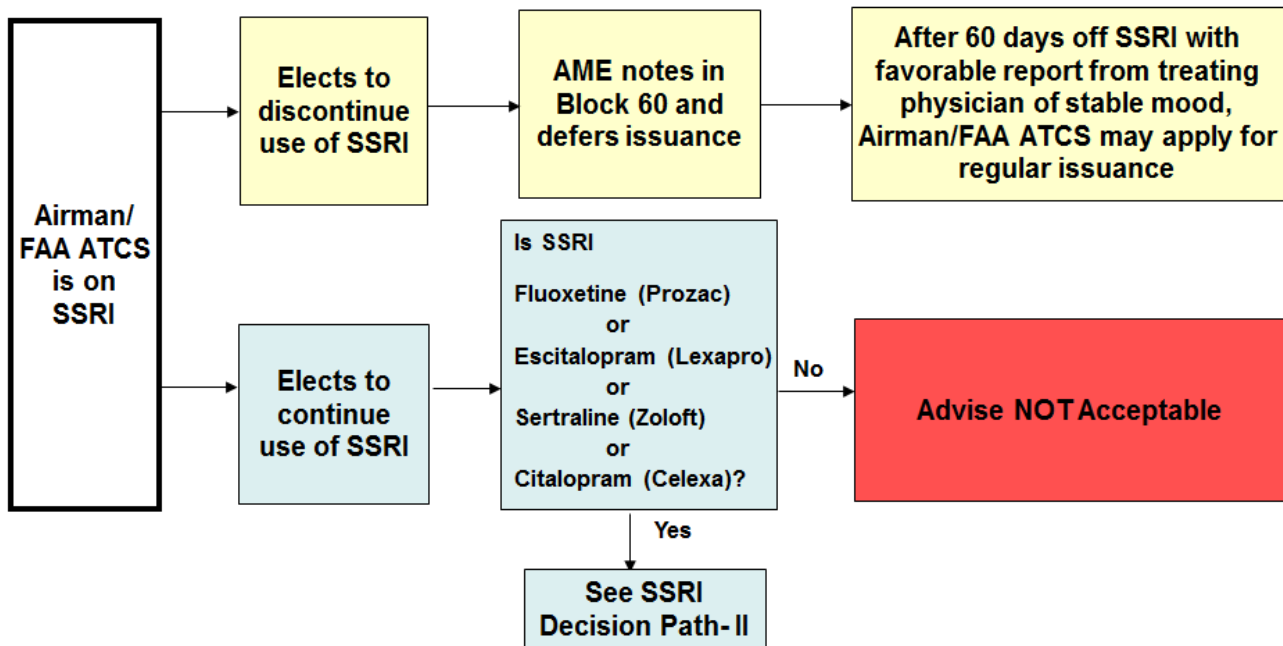 Airman/
FAA ATCS
is on
SSRI
Elects to
discontinue
use of SSRI
AME notes in
Block 60 and
defers issuance
After 60 days off SSRI with
favorable report from treating
physician of stable mood,
Airman/FAA ATCS may apply for
regular issuance
Elects to
continue
use of SSRI
Is SSRI
Fluoxetine (Prozac)
or
Escitalopram (Lexapro)
or
Sertraline (Zoloft)
or
Citalopram (Celexa)?
No
Advise NOT Acceptable
Yes
See SSRI
Decision Path- II